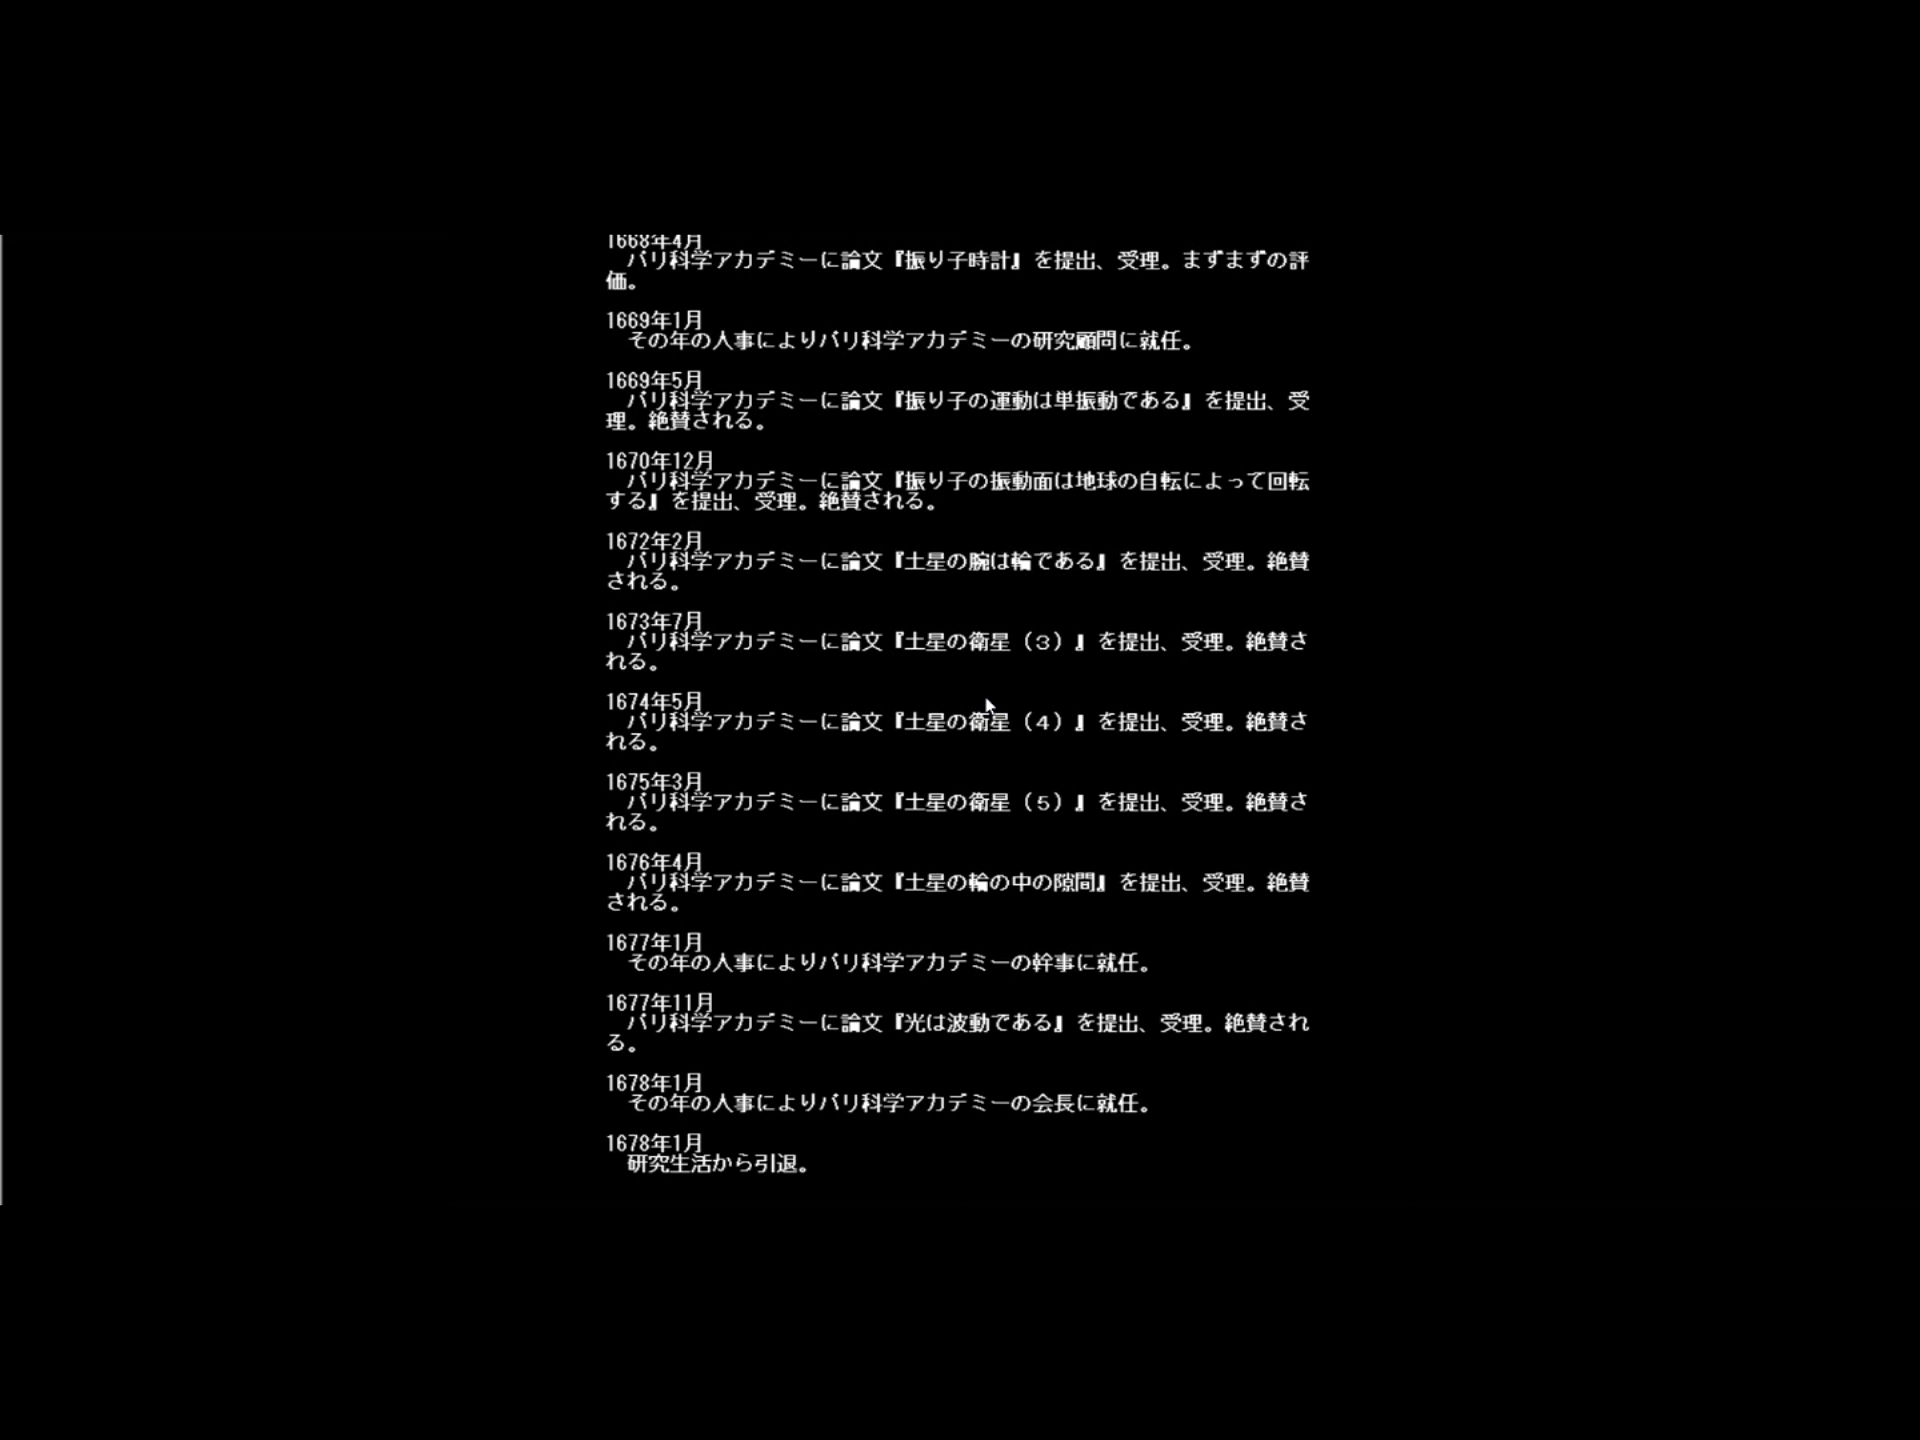 1668年4月
　パリ科学アカデミーに論文『振り子時計』を提出、受理。まずまずの評
価。
1669年1月
　その年の人事によりパリ科学アカデミーの研究顧問に就任。
1669年5月
　パリ科学アカデミーに論文『振り子の運動は単振動である』を提出、受
理。絶賛される。
1670年12月
　パリ科学アカデミーに論文『振り子の振動面は地球の自転によって回転
する』を提出、受理。絶賛される。
1672年2月
　パリ科学アカデミーに論文『土星の腕は輪である』を提出、受理。絶賛
される。
1673年7月
　パリ科学アカデミーに論文『土星の衛星（３）』を提出、受理。絶賛さ
れる。
1674年5月
　パリ科学アカデミーに論文『土星の衛星（４）』を提出、受理。絶賛さ
れる。
1675年3月
　パリ科学アカデミーに論文『土星の衛星（５）』を提出、受理。絶賛さ
れる。
1676年4月
　パリ科学アカデミーに論文『土星の輪の中の隙間』を提出、受理。絶賛
される。
1677年1月
　その年の人事によりパリ科学アカデミーの幹事に就任。
1677年11月
　パリ科学アカデミーに論文『光は波動である』を提出、受理。絶賛され
る。
1678年1月
　その年の人事によりパリ科学アカデミーの会長に就任。
1678年1月
　研究生活から引退。